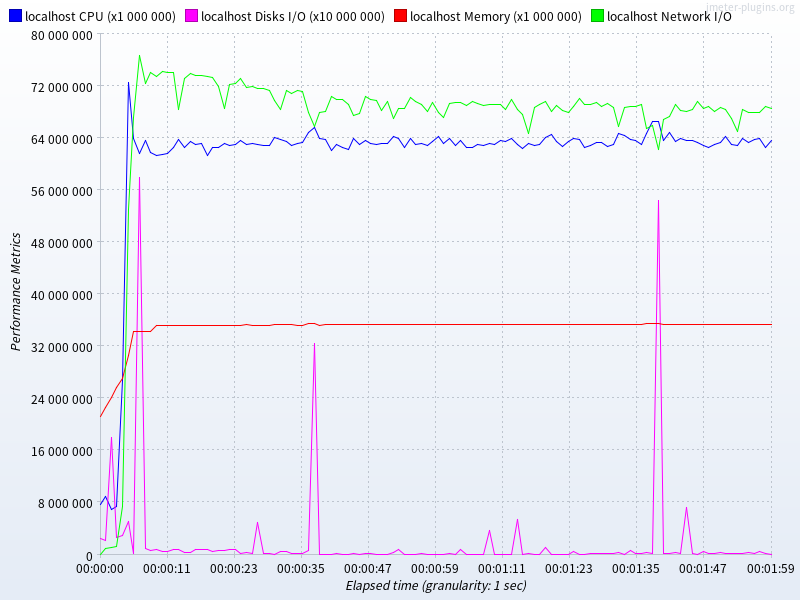 jmeter-plugins.org
localhost CPU (x1 000 000) localhost Disks I/O (x10 000 000) localhost Memory (x1 000 000) localhost Network I/O
80 000 000
72 000 000
64 000 000
56 000 000
48 000 000
40 000 000
32 000 000
24 000 000
16 000 000
8 000 000
0
Performance Metrics
00:00:00 00:00:11 00:00:23 00:00:35 00:00:47 00:00:59 00:01:11 00:01:23 00:01:35 00:01:47 00:01:59
Elapsed time (granularity: 1 sec)